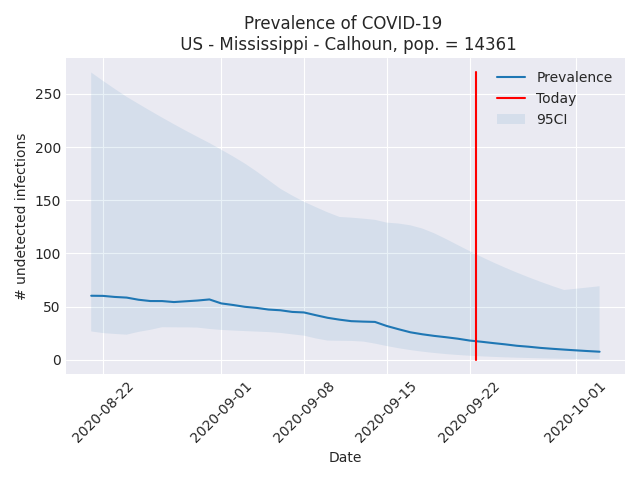 Prevalence of COVID-19
US - Mississippi - Calhoun, pop. = 14361
Prevalence
Today
95CI
# undetected infections
250
200
150
100
50
0
2020-08-22
2020-09-01
2020-09-08
2020-09-15
2020-09-22
2020-10-01
Date